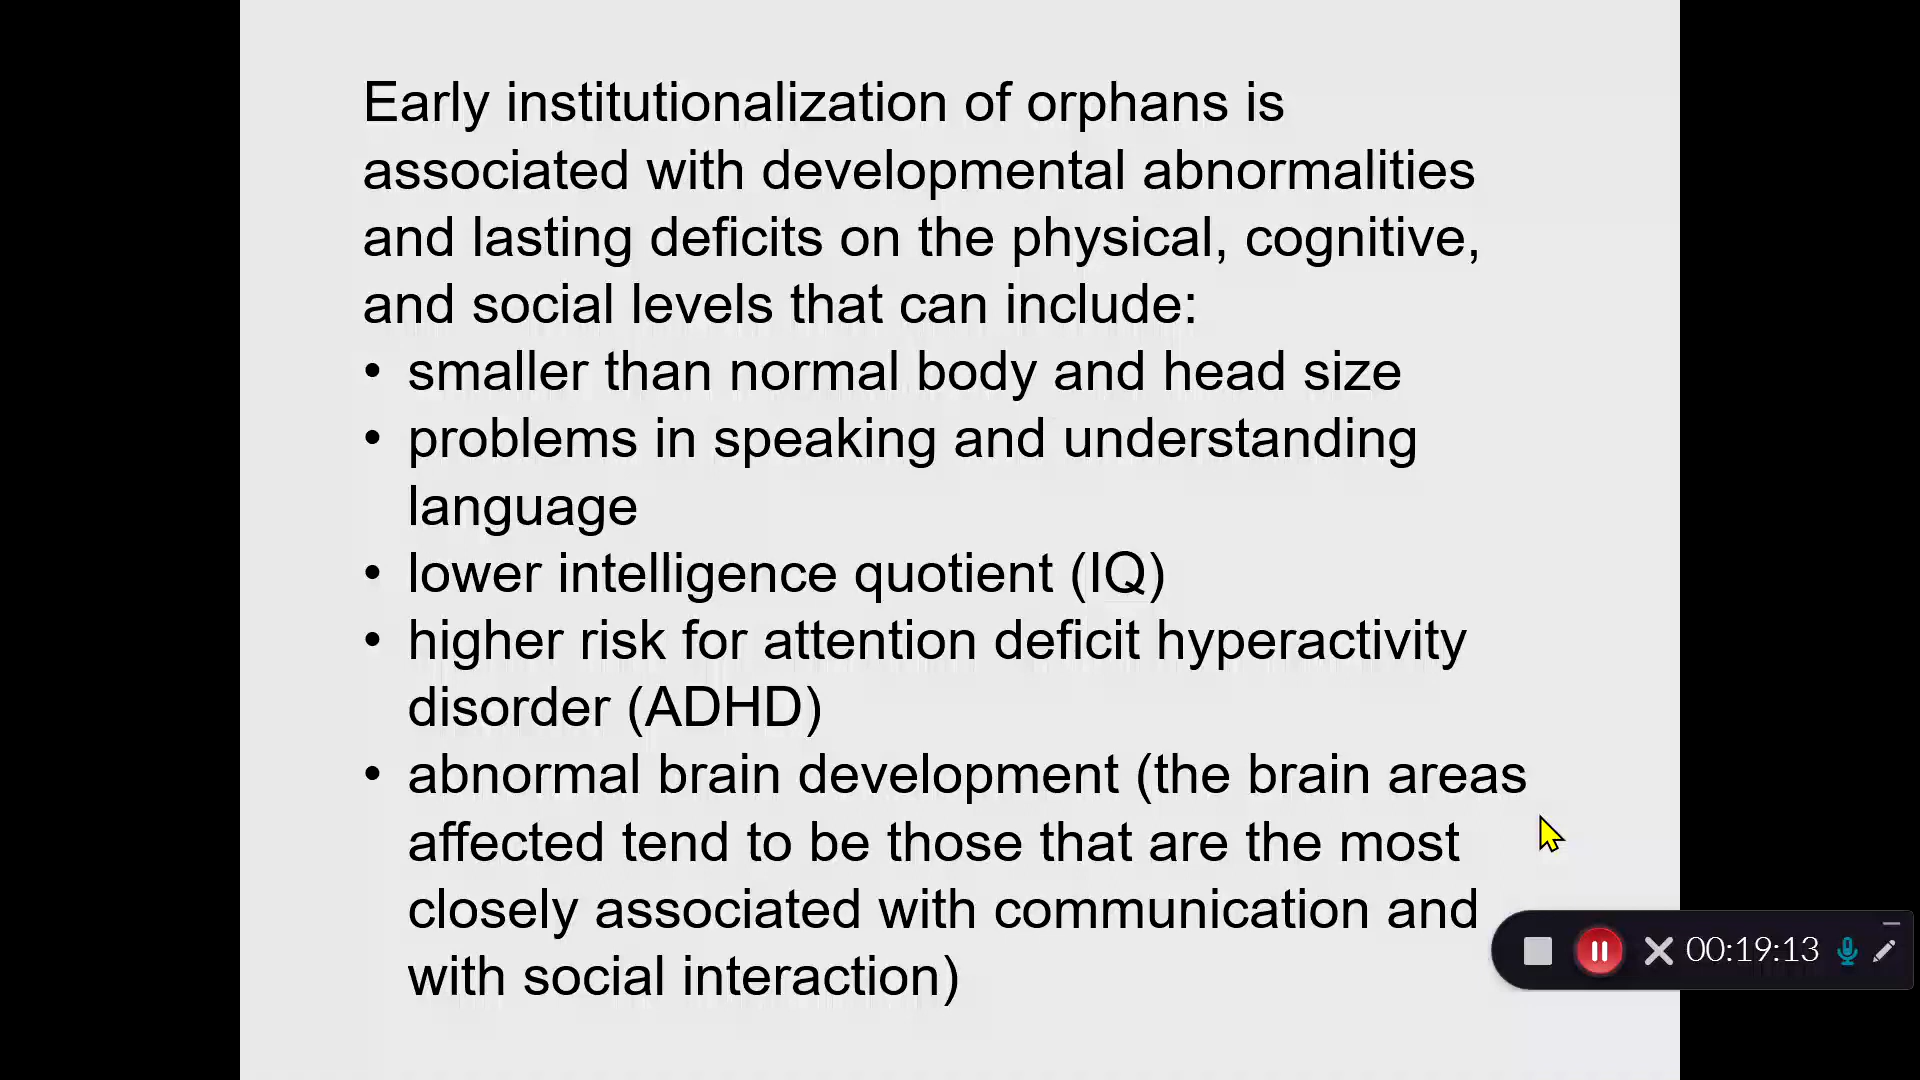 Early institutionalization of orphans is
associated with developmental abnormalities
and lasting deficits on the physical, cognitive,
and social levels that can include:
• smaller than normal body and head size
• problems in speaking and understanding
language
• lower intelligence quotient (IQ)
• higher risk for attention deficit hyperactivity
disorder (ADHD)
• abnormal brain development (the brain areas
affected tend to be those that are the most
closely associated with communication and
with social interaction)
00:19:13